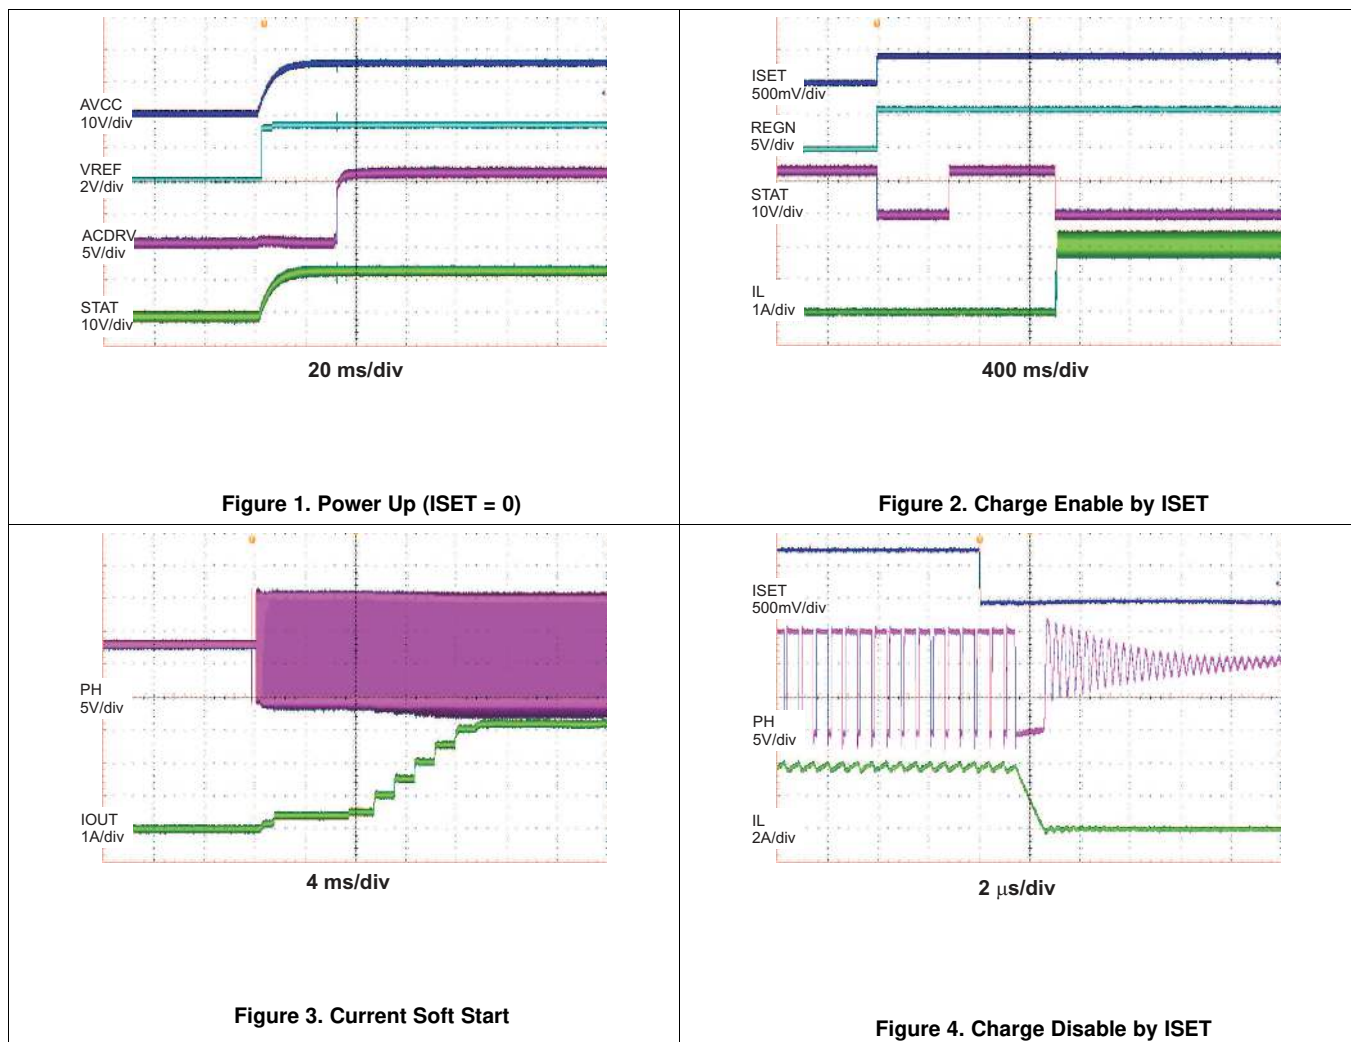 AVCC
10V/div
VREF
2V/div
ACDRV
5V/div
STAT
10V/div
20 ms/div
Figure 1. Power Up (ISET = 0)
ISET
500mV/div
REGN
5V/div
STAT
10V/div
IL
1A/div
400 ms/div
Figure 2. Charge Enable by ISET
PH
5V/div
IOUT
1A/div
4 ms/div
Figure 3. Current Soft Start
ISET
500mV/div
PH
5V/div
IL
2A/div
2 μs/div
Figure 4. Charge Disable by ISET